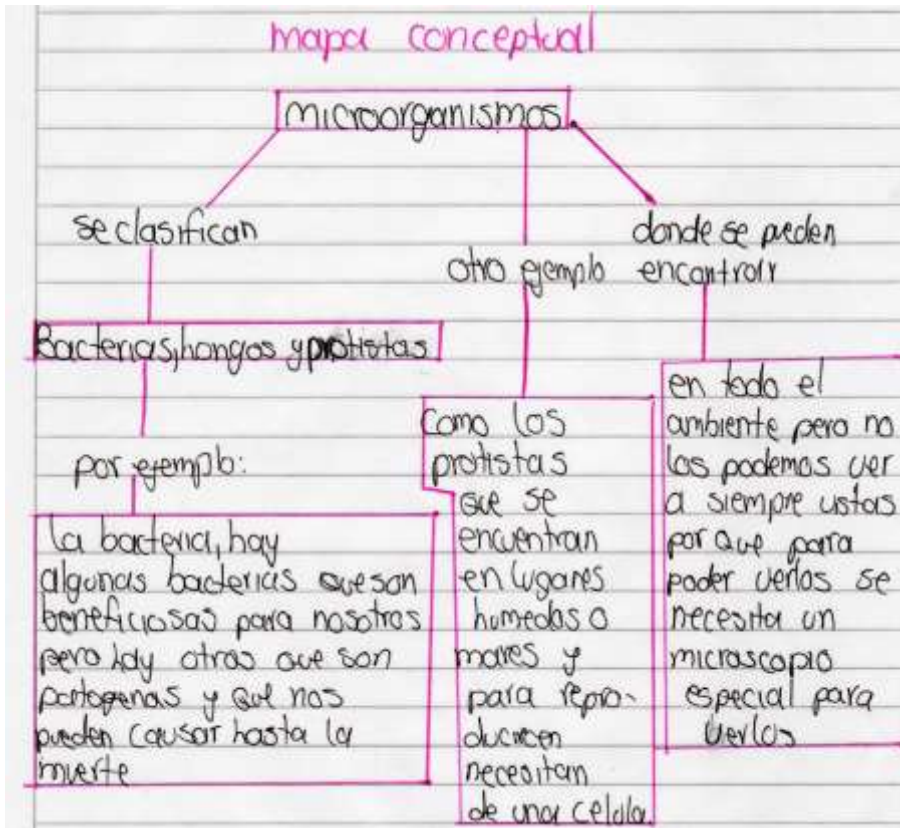 mapa conceptual
microorganismos
se clasifican
otro ejemplo
donde se pueden
encontrorr
Bacterias, hongos y protistas
por ejemplo:
la bacteria, hay
algunas bacterias que son
beneficiosas para nosotros
pero hay otras que son
patogenas y que nos
pueden causar hasta la
muerte
Como los
protistas
que se
encuentran
en lugares
humedos o
mares y
para repro-
ducrcen
necesitan
de una celula
en todo el
ambiente pero no
los podemos ver
a siempre vistas
por que para
poder verlos se
necesita un
microscopio
especial para
verlos